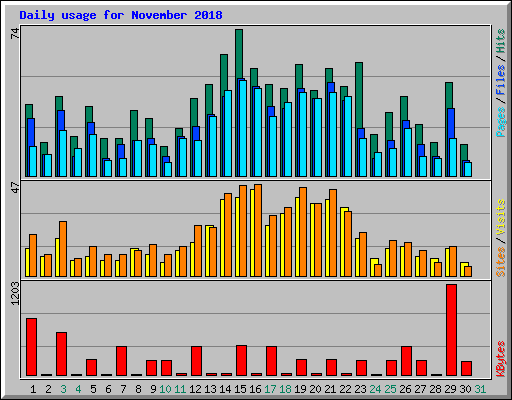 Daily usage for November 2018
74
Pages/Files/Hits
47
Sites/Visits
1203
KBytes
1 2 3 4 5 6 7 8 9 10 11 12 13 14 15 16 17 18 19 20 21 22 23 24 25 26 27 28 29 30 31